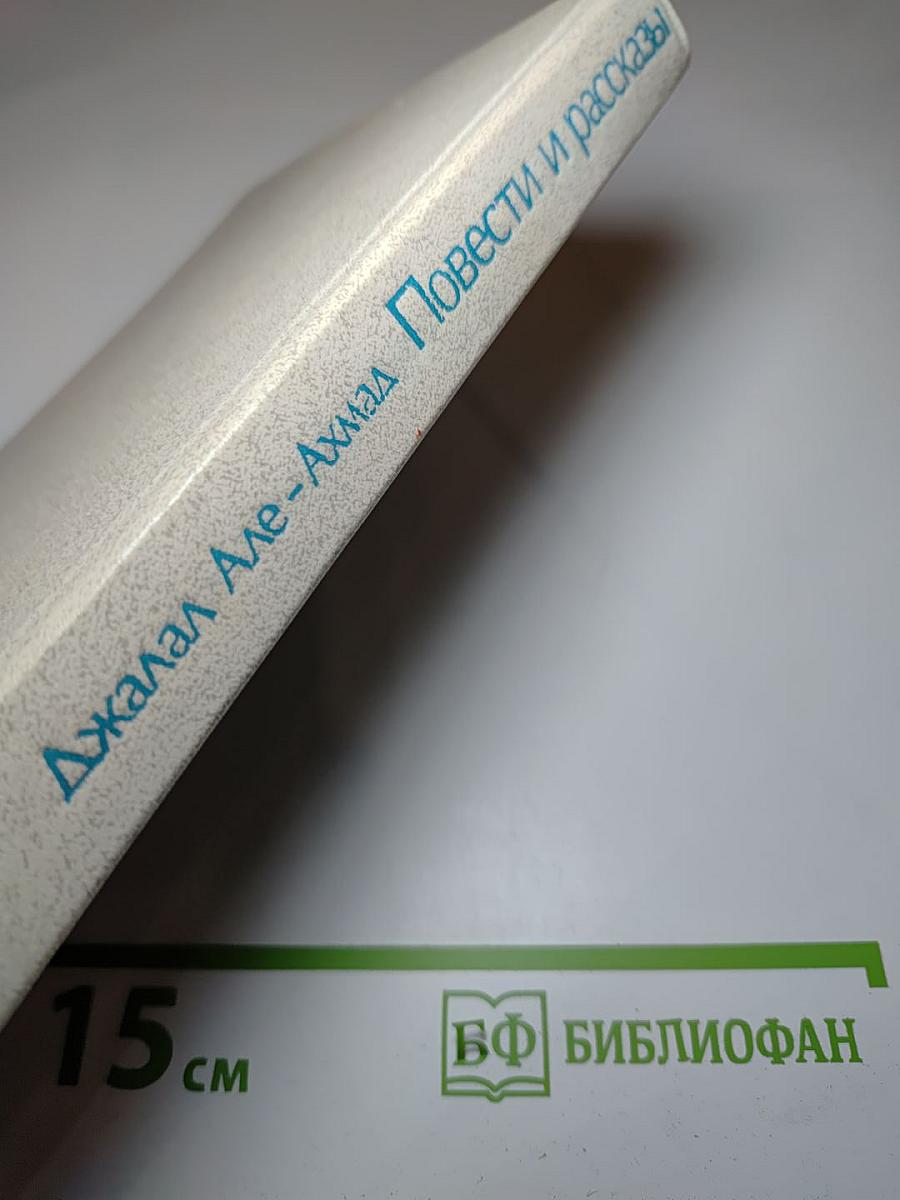 Джалал Але-Ахмад Повести и рассказы
15 см
БФ БИБЛИОФАН